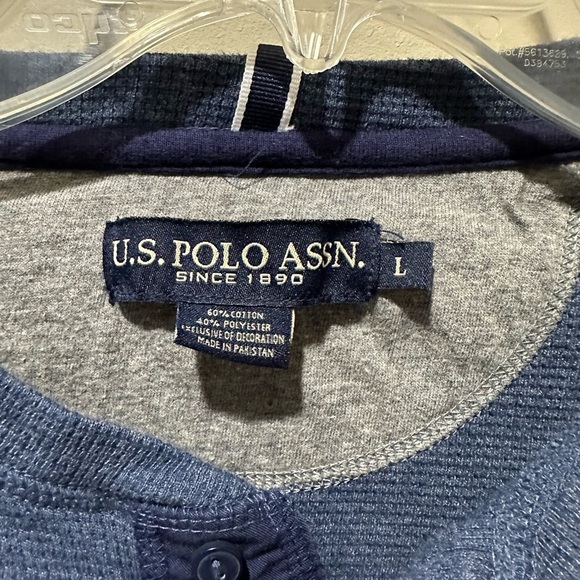 U.S. POLO ASSN.
SINCE 1890
L
60% COTTON
40% POLYESTER
EXCLUSIVE OF DECORATION
MADE IN PAKISTAN